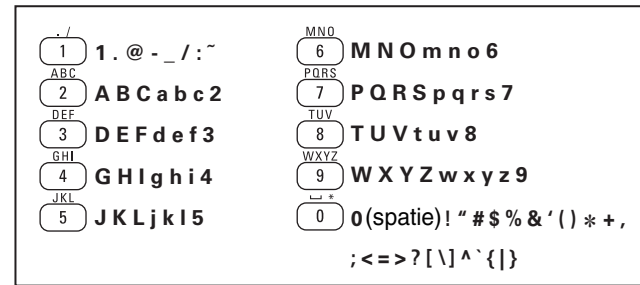 ./
1 1 . @ - _ / : ~
ABC
2 A B C a b c 2
DEF
3 D E F d e f 3
GHI
4 G H I g h i 4
JKL
5 J K L j k l 5
MNO
6 M N O m n o 6
PQRS
7 P Q R S p q r s 7
TUV
8 T U V t u v 8
WXYZ
9 W X Y Z w x y z 9
␣ *
0 0 (spatie) ! “ # $ % & ‘ ( ) ∗ + ,
; < = > ? [ \ ] ^ ` { | }